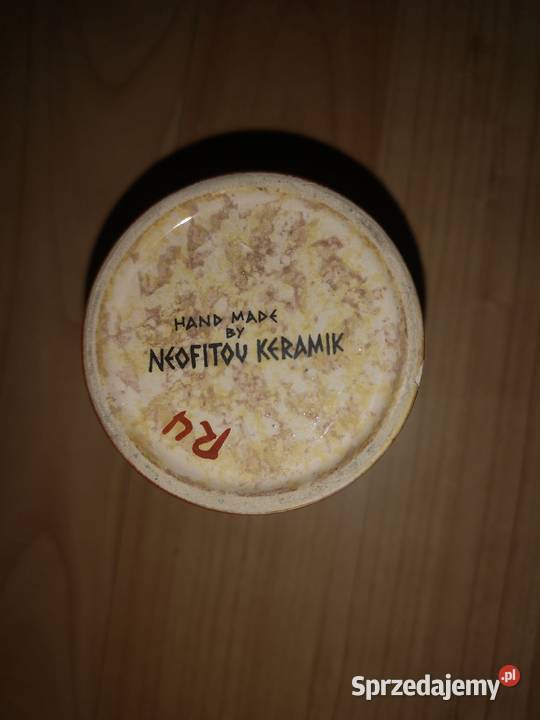 HAND MADE
BY
NEOFITOU KERAMIK
R4
Sprzedajemy.pl